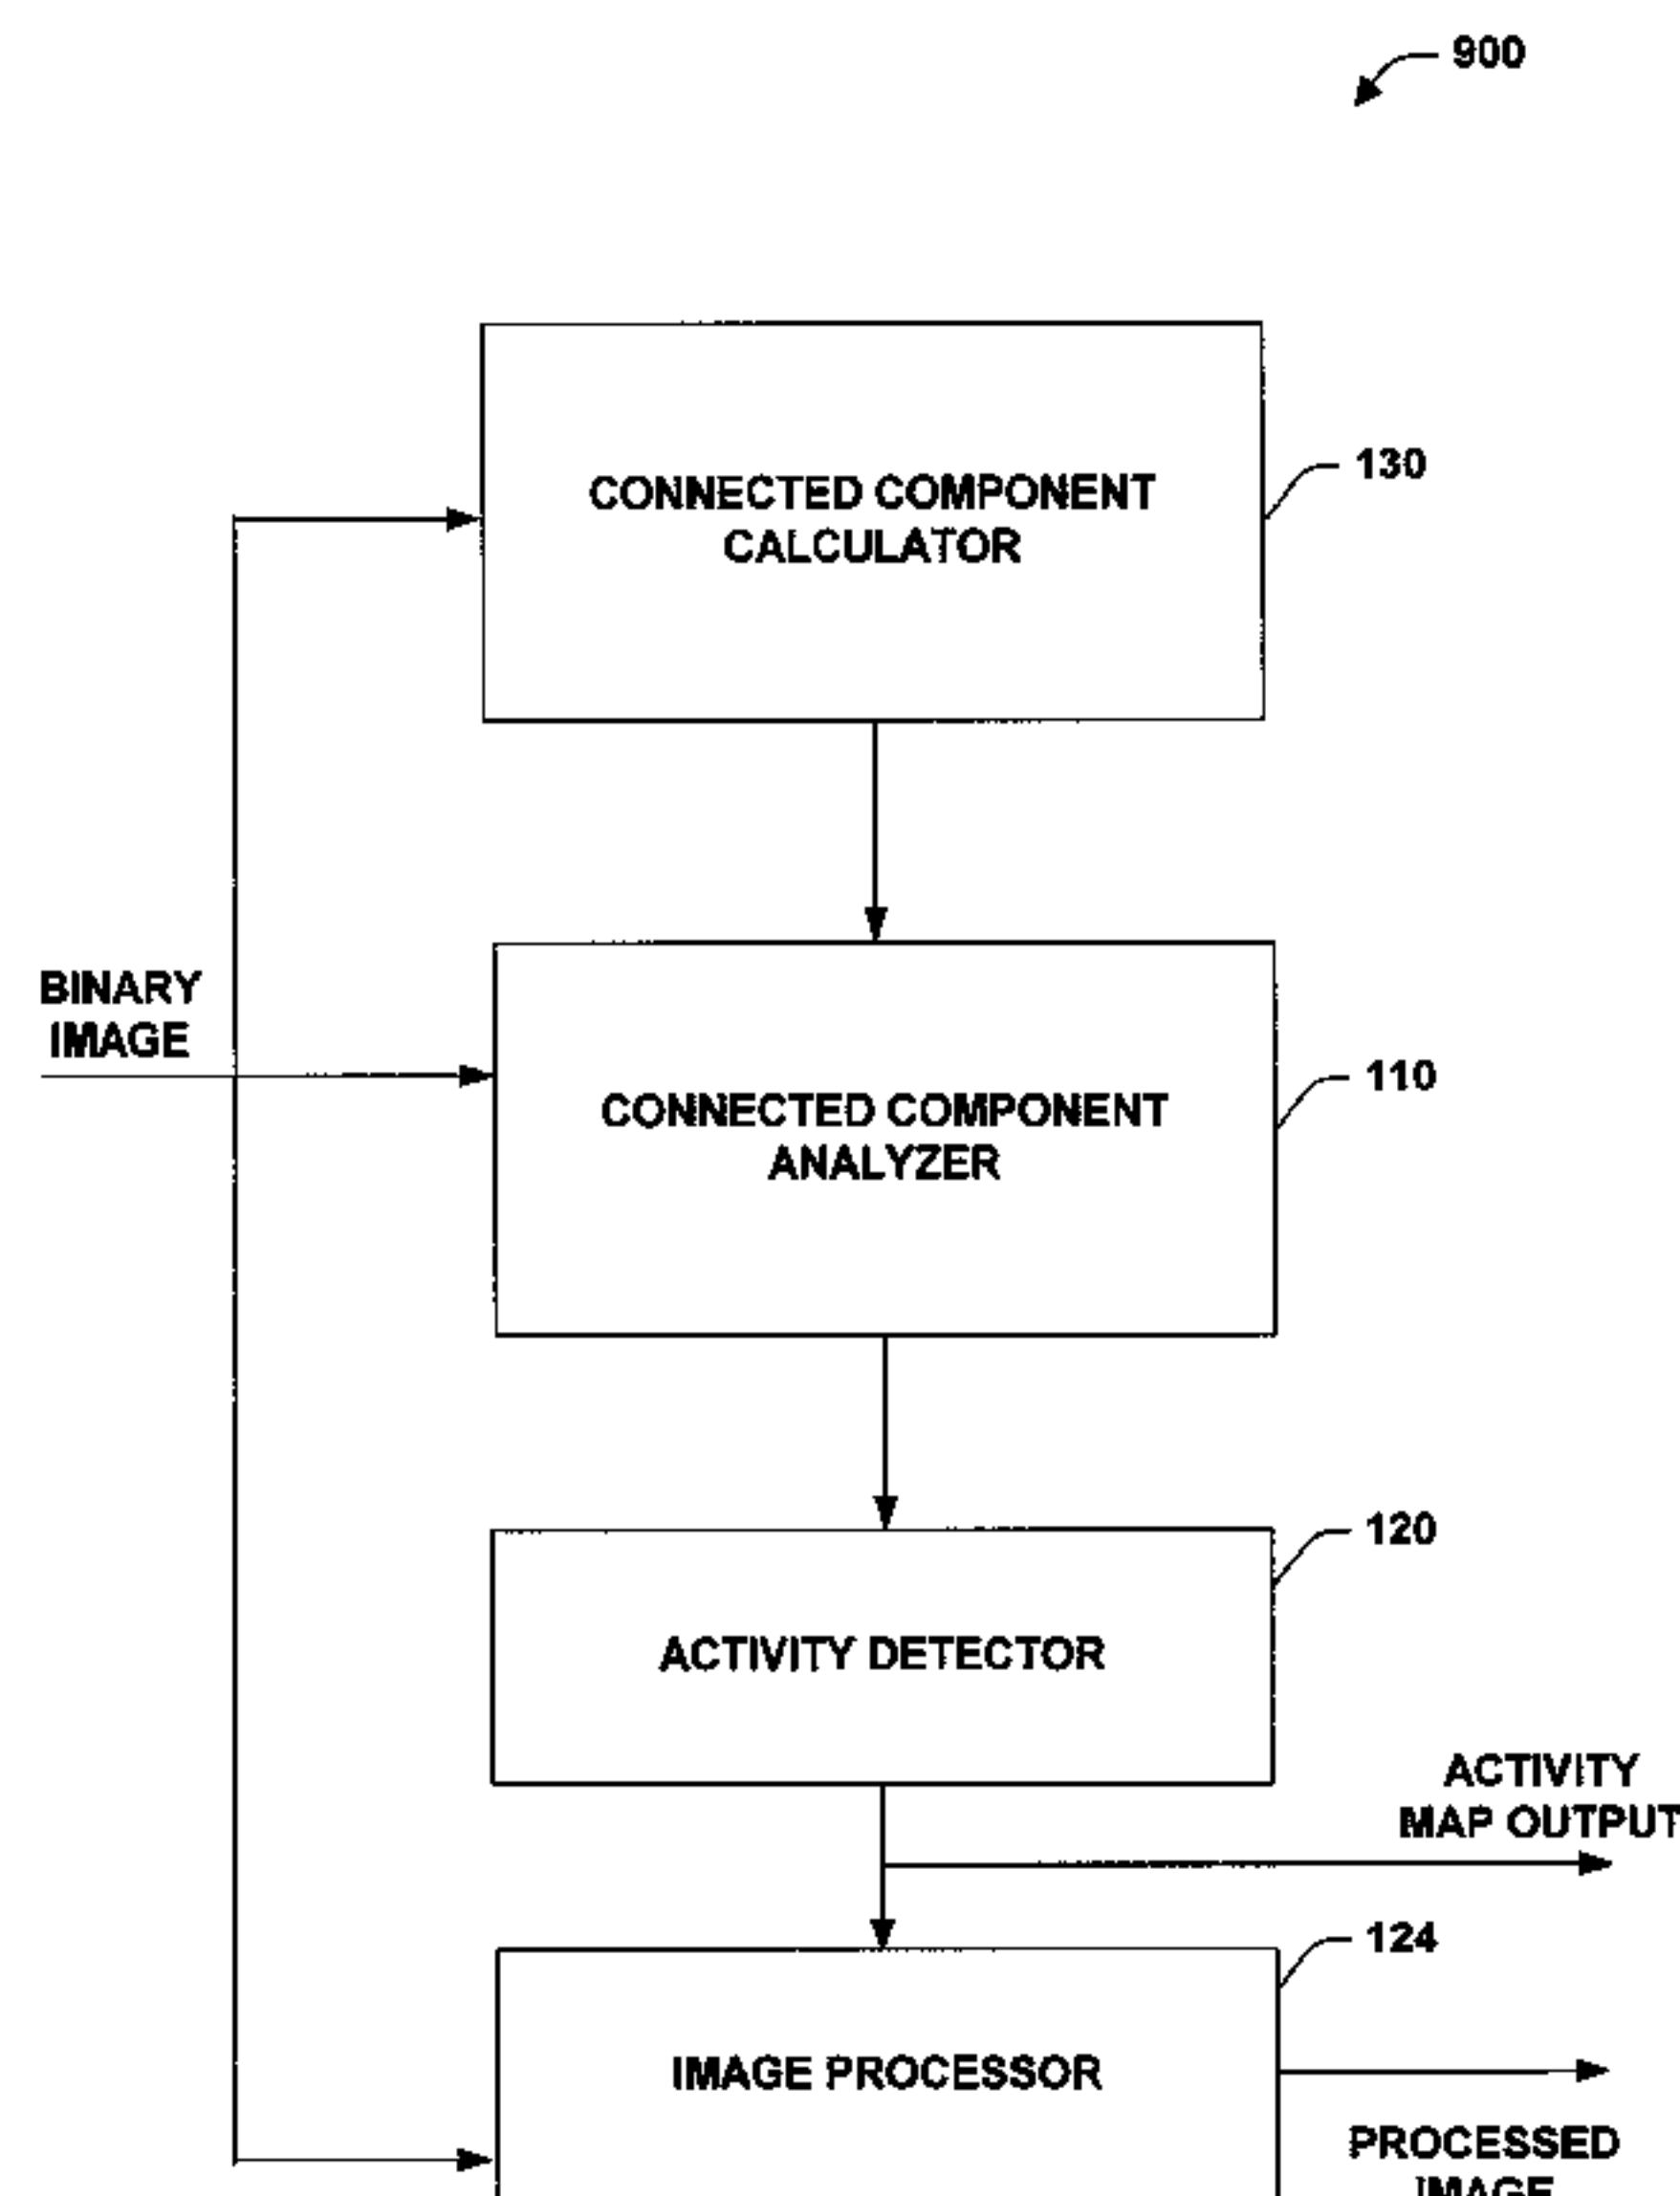 900
CONNECTED COMPONENT
CALCULATOR
130
BINARY
IMAGE
CONNECTED COMPONENT
ANALYZER
110
120
ACTIVITY DETECTOR
ACTIVITY
MAP OUTPUT
124
IMAGE PROCESSOR
PROCESSED
IMAGE